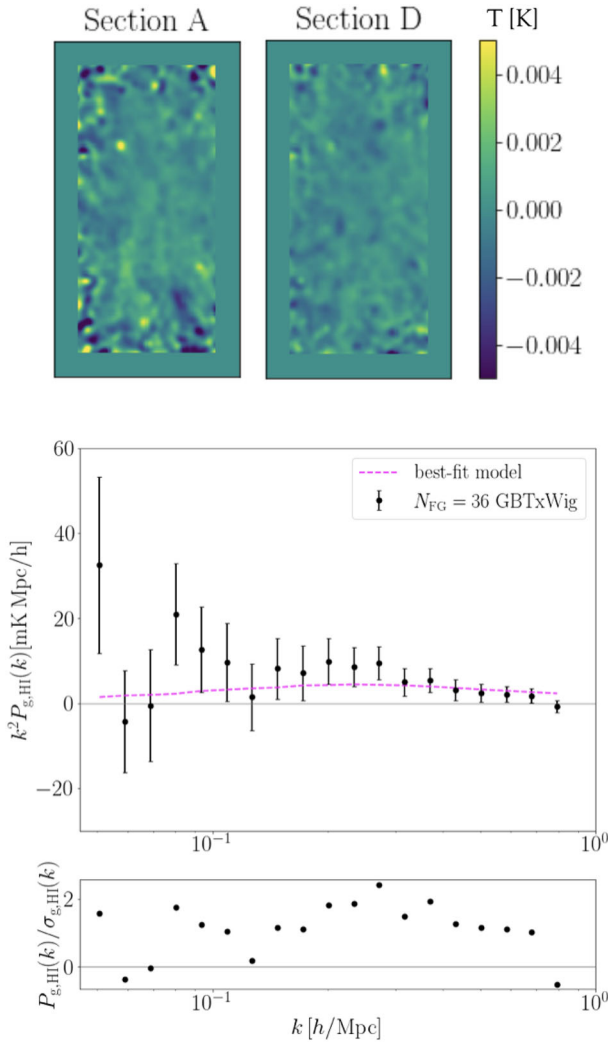 Section A
Section D
T [K]
0.004
0.002
0.000
−0.002
−0.004
60
40
20
0
−20
k²P_g,HI(k)[mK Mpc/h]
best-fit model
N_FG = 36 GBTxWig
10⁻¹
10⁰
2
0
P_g,HI(k)/σ_g,HI(k)
10⁻¹
10⁰
k [h/Mpc]